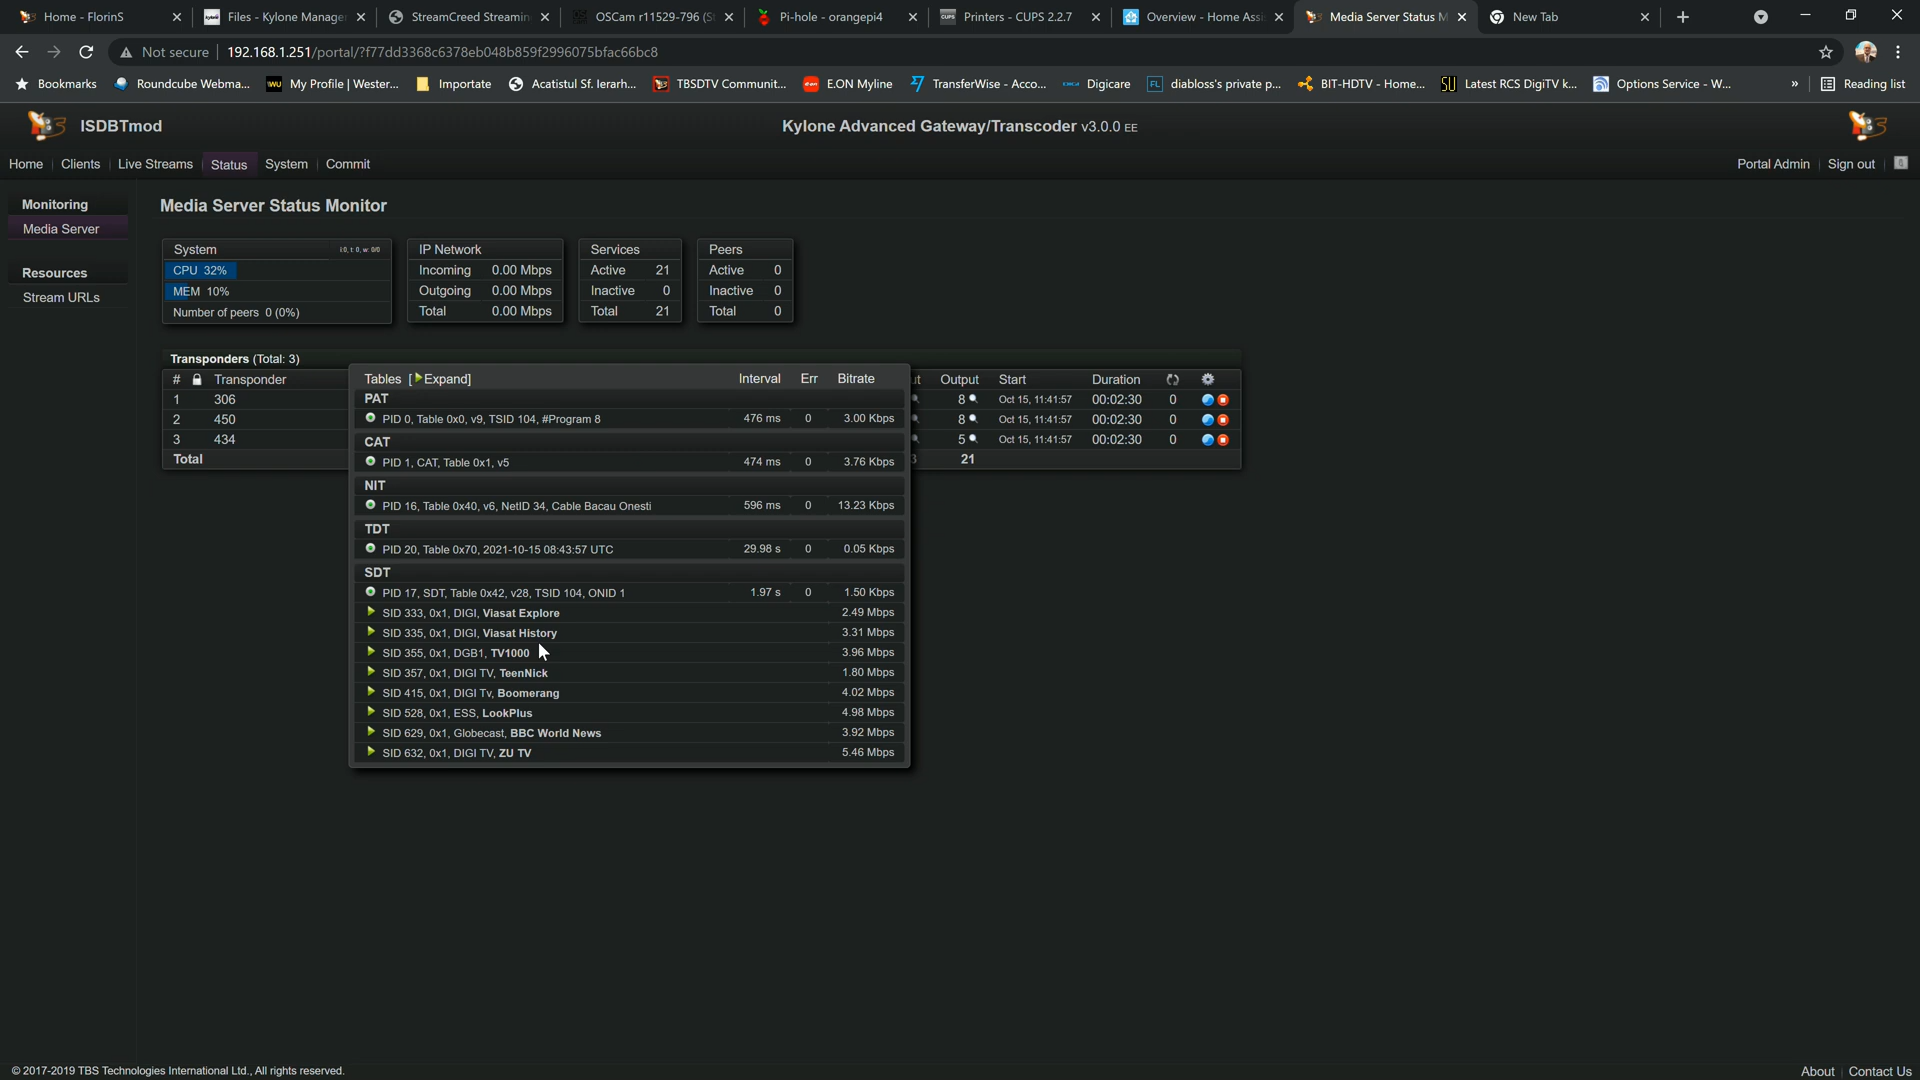 Home - FlorinS
Files - Kylone Manage
StreamCreed Streamin
OSCam r11529-796 (S
Pi-hole - orangepi4
Printers - CUPS 2.2.7
Overview - Home Assi
Media Server Status M
New Tab
Not secure
192.168.1.251/portal/?f77dd3368c6378eb048b859f2996075bfac66bc8
Bookmarks
Roundcube Webma...
My Profile | Wester...
Importate
Acatistul Sf. Ierarh...
TBSDTV Communit...
E.ON Myline
TransferWise - Acco...
Digicare
diabloss's private p...
BIT-HDTV - Home...
Latest RCS DigiTV k...
Options Service - W...
»
Reading list
ISDBTmod
Kylone Advanced Gateway/Transcoder v3.0.0 EE
Home
Clients
Live Streams
Status
System
Commit
Portal Admin
Sign out
Monitoring
Media Server
Resources
Stream URLs
Media Server Status Monitor
System
i:0, t: 0, w: 0/0
CPU 32%
MEM 10%
Number of peers 0 (0%)
IP Network
Incoming 0.00 Mbps
Outgoing 0.00 Mbps
Total 0.00 Mbps
Services
Active 21
Inactive 0
Total 21
Peers
Active 0
Inactive 0
Total 0
Transponders (Total: 3)
# Transponder
1 306
2 450
3 434
Total
Tables [Expand] Interval Err Bitrate
PAT
PID 0, Table 0x0, v9, TSID 104, #Program 8 476 ms 0 3.00 Kbps
CAT
PID 1, CAT, Table 0x1, v5 474 ms 0 3.76 Kbps
NIT
PID 16, Table 0x40, v6, NetID 34, Cable Bacau Onesti 596 ms 0 13.23 Kbps
TDT
PID 20, Table 0x70, 2021-10-15 08:43:57 UTC 29.98 s 0 0.05 Kbps
SDT
PID 17, SDT, Table 0x42, v28, TSID 104, ONID 1 1.97 s 0 1.50 Kbps
SID 333, 0x1, DIGI, Viasat Explore 2.49 Mbps
SID 335, 0x1, DIGI, Viasat History 3.31 Mbps
SID 355, 0x1, DGB1, TV1000 3.96 Mbps
SID 357, 0x1, DIGI TV, TeenNick 1.80 Mbps
SID 415, 0x1, DIGI Tv, Boomerang 4.02 Mbps
SID 528, 0x1, ESS, LookPlus 4.98 Mbps
SID 629, 0x1, Globecast, BBC World News 3.92 Mbps
SID 632, 0x1, DIGI TV, ZU TV 5.46 Mbps
ut Output Start Duration
8 Oct 15, 11:41:57 00:02:30 0
8 Oct 15, 11:41:57 00:02:30 0
5 Oct 15, 11:41:57 00:02:30 0
3 21
© 2017-2019 TBS Technologies International Ltd., All rights reserved.
About
Contact Us